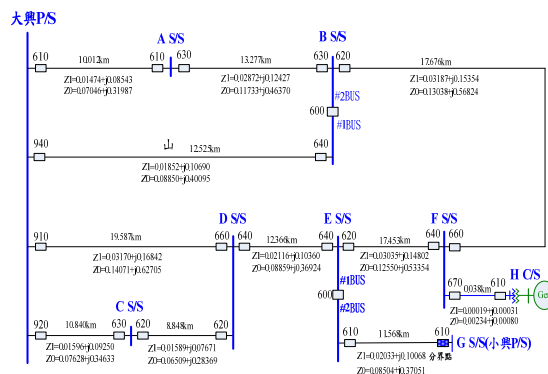 大興P/S
A S/S
B S/S
610
10.012km
610
630
13.277km
630
620
17.676km
Z1=0.01474+j0.08543
Z0=0.07046+j0.31987
Z1=0.02872+j0.12427
Z0=0.11733+j0.46370
Z1=0.03187+j0.15354
Z0=0.13038+j0.56824
#2BUS
600
#1BUS
940
山
12.525km
640
Z1=0.01852+j0.10690
Z0=0.08850+j0.40095
D S/S
E S/S
F S/S
910
19.587km
660
640
12.366km
640
620
17.453km
640
660
Z1=0.03170+j0.16842
Z0=0.14071+j0.62705
Z1=0.02116+j0.10360
Z0=0.08859+j0.36924
Z1=0.03035+j0.14802
Z0=0.12550+j0.53354
H C/S
#1BUS
600
#2BUS
670
0.038km
610
Ge
Z1=0.00019+j0.00031
Z0=0.00234+j0.00080
C S/S
920
10.840km
630
620
8.848km
620
Z1=0.01596+j0.09250
Z0=0.07628+j0.34633
Z1=0.01589+j0.07671
Z0=0.06509+j0.28369
610
11.568km
610
G S/S(小興P/S)
Z1=0.02033+j0.10068
分界點
Z0=0.08504+j0.37051